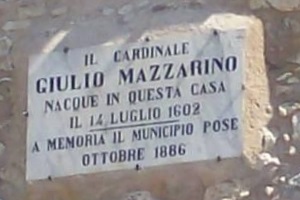 IL CARDINALE
GIULIO MAZZARINO
NACQUE IN QUESTA CASA
IL 14 LUGLIO 1602
A MEMORIA IL MUNICIPIO POSE
OTTOBRE 1886